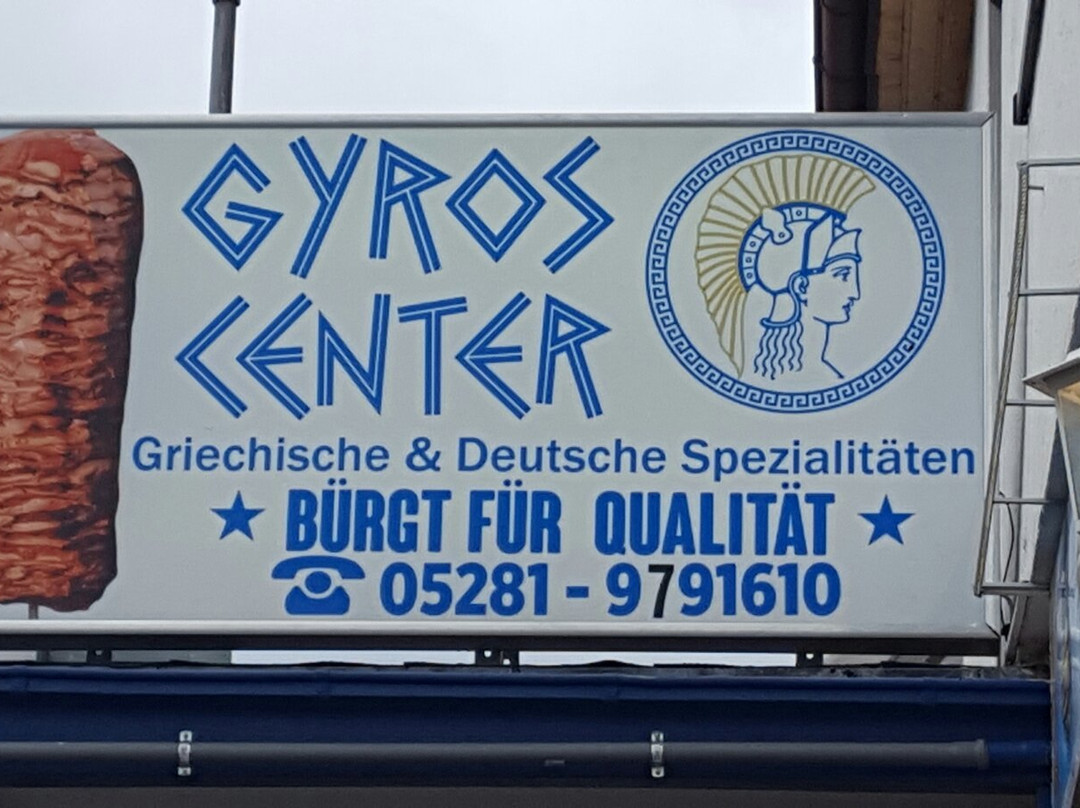 GYROS
CENTER
Griechische & Deutsche Spezialitäten
BÜRGT FÜR QUALITÄT
05281 - 9791610